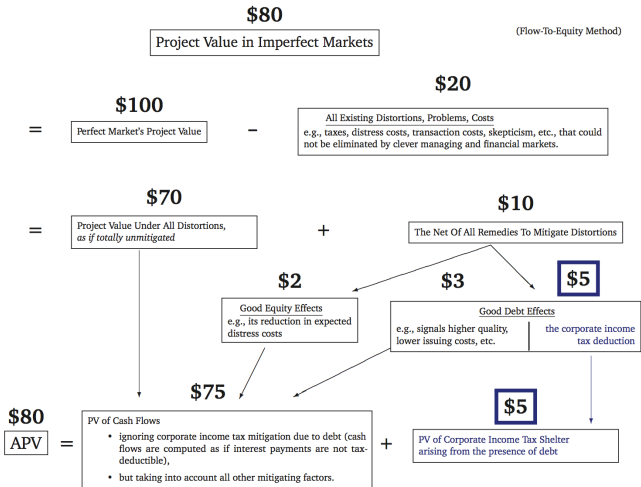 $80
Project Value in Imperfect Markets
(Flow-To-Equity Method)
$100
$20
=
Perfect Market's Project Value
–
All Existing Distortions, Problems, Costs
e.g., taxes, distress costs, transaction costs, skepticism, etc., that could
not be eliminated by clever managing and financial markets.
$70
$10
=
Project Value Under All Distortions,
as if totally unmitigated
+
The Net Of All Remedies To Mitigate Distortions
$2
$3
$5
Good Equity Effects
e.g., its reduction in expected
distress costs
Good Debt Effects
e.g., signals higher quality,
lower issuing costs, etc.
the corporate income
tax deduction
$75
$5
$80
APV
=
PV of Cash Flows
• ignoring corporate income tax mitigation due to debt (cash
flows are computed as if interest payments are not tax-
deductible),
• but taking into account all other mitigating factors.
+
PV of Corporate Income Tax Shelter
arising from the presence of debt